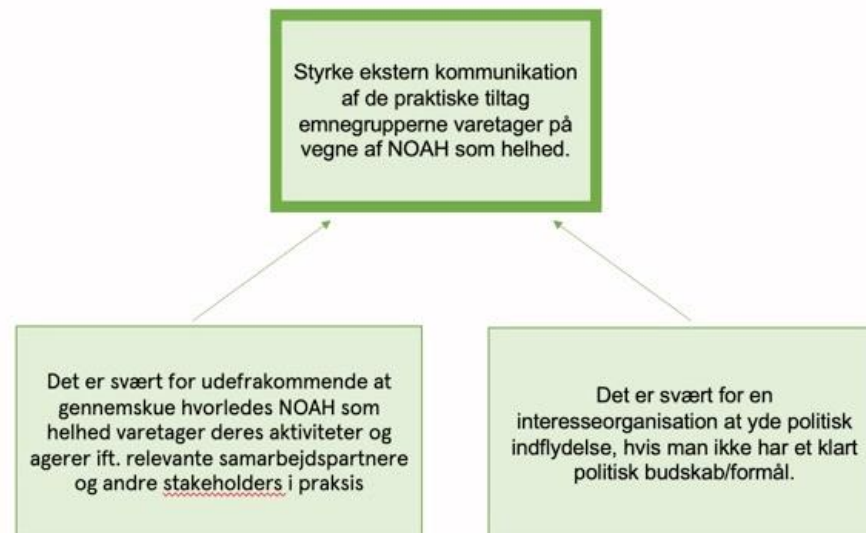 Styrke ekstern kommunikation
af de praktiske tiltag
emnegrupperne varetager på
vegne af NOAH som helhed.
Det er svært for udefrakommende at
gennemskue hvorledes NOAH som
helhed varetager deres aktiviteter og
agerer ift. relevante samarbejdspartnere
og andre stakeholders i praksis
Det er svært for en
interesseorganisation at yde politisk
indflydelse, hvis man ikke har et klart
politisk budskab/formål.